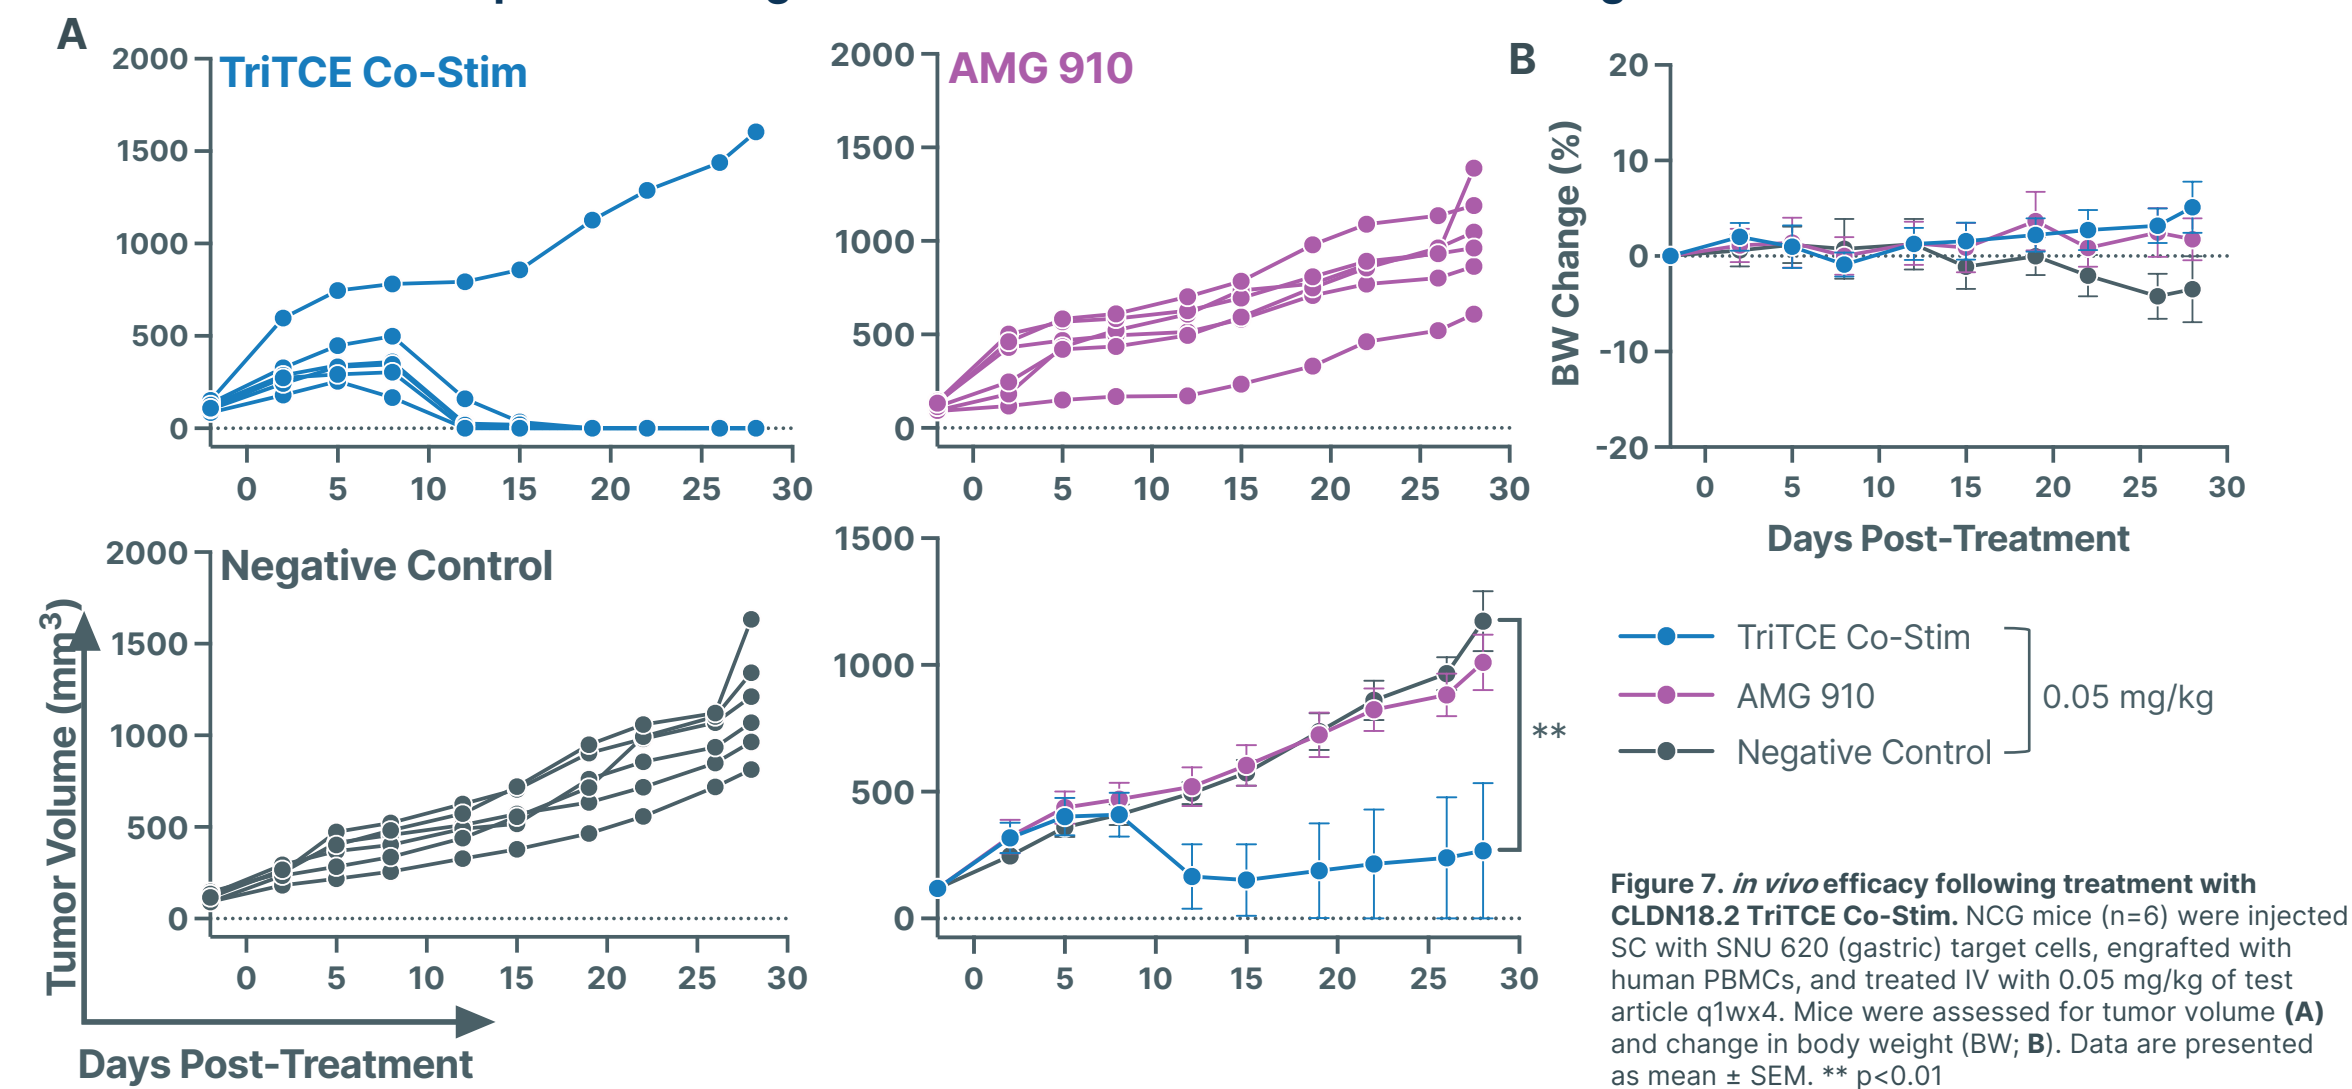 A
TriTCE Co-Stim
2000
1500
1000
500
0
0 5 10 15 20 25 30
AMG 910
2000
1500
1000
500
0
0 5 10 15 20 25 30
B
BW Change (%)
20
10
0
-10
-20
0 5 10 15 20 25 30
Days Post-Treatment
Negative Control
2000
1500
1000
500
0
0 5 10 15 20 25 30
Tumor Volume (mm³)
Days Post-Treatment
1500
1000
500
0
0 5 10 15 20 25 30
**
TriTCE Co-Stim
AMG 910
Negative Control
0.05 mg/kg
Figure 7. in vivo efficacy following treatment with
CLDN18.2 TriTCE Co-Stim. NCG mice (n=6) were injected
SC with SNU 620 (gastric) target cells, engrafted with
human PBMCs, and treated IV with 0.05 mg/kg of test
article q1wx4. Mice were assessed for tumor volume (A)
and change in body weight (BW; B). Data are presented
as mean ± SEM. ** p<0.01